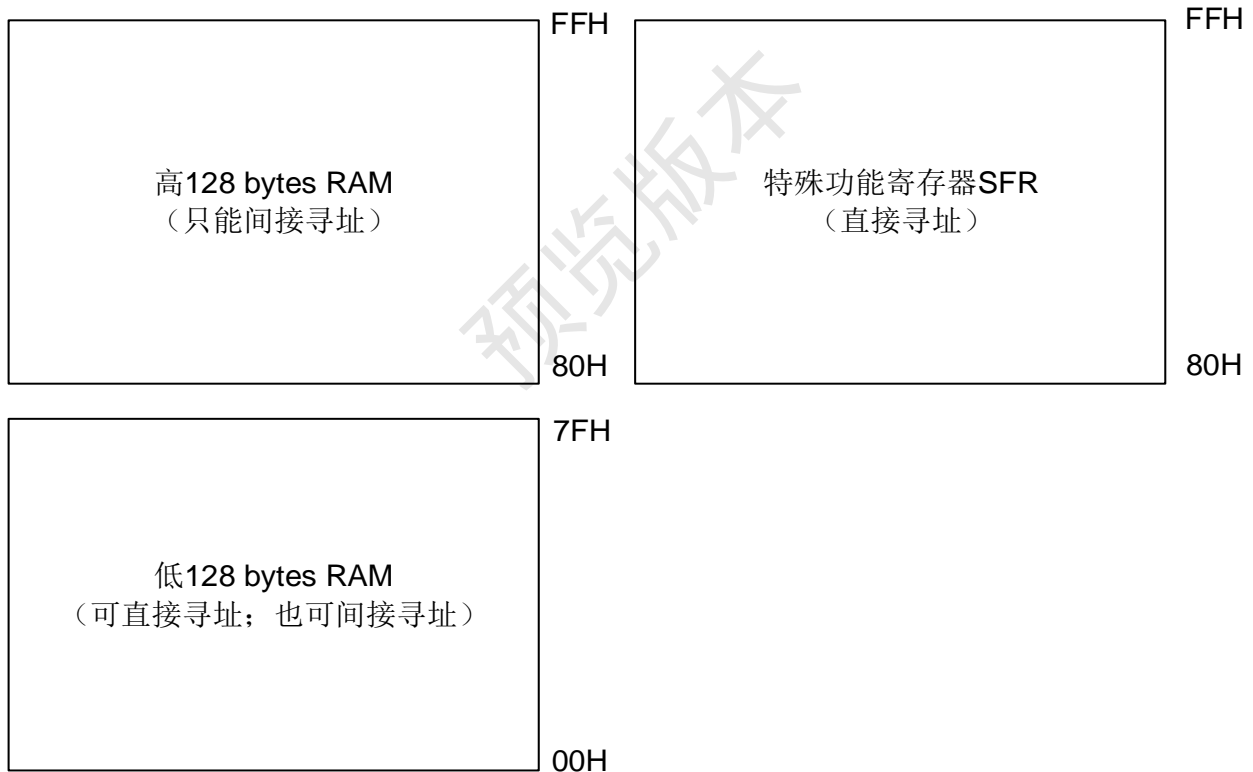 FFH
高128 bytes RAM
（只能间接寻址）
80H
FFH
特殊功能寄存器SFR
（直接寻址）
80H
预览版本
7FH
低128 bytes RAM
（可直接寻址；也可间接寻址）
00H